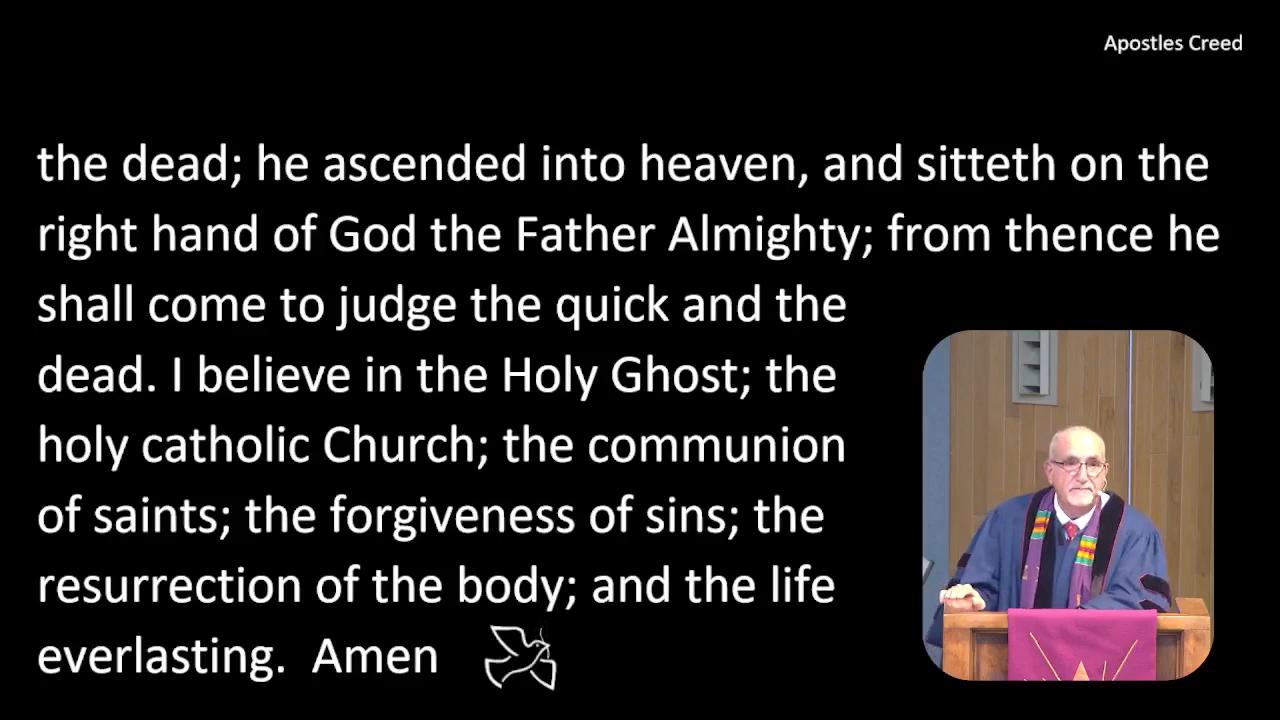 Apostles Creed
the dead; he ascended into heaven, and sitteth on the
right hand of God the Father Almighty; from thence he
shall come to judge the quick and the
dead. I believe in the Holy Ghost; the
holy catholic Church; the communion
of saints; the forgiveness of sins; the
resurrection of the body; and the life
everlasting.  Amen